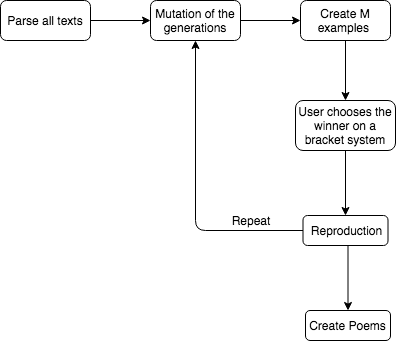 Parse all texts
Mutation of the
generations
Create M
examples
User chooses the
winner on a
bracket system
Repeat
Reproduction
Create Poems